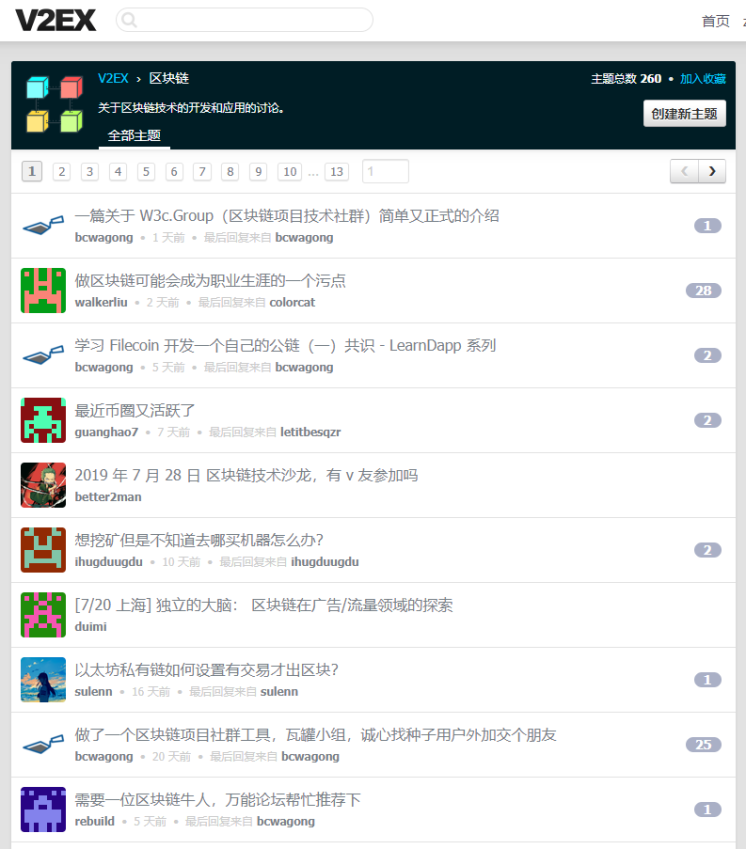 V2EX
首页
V2EX › 区块链
主题总数 260 • 加入收藏
关于区块链技术的开发和应用的讨论。
创建新主题
全部主题
1 2 3 4 5 6 7 8 9 10 ... 13 1 ‹ ›
一篇关于 W3c.Group（区块链项目技术社群）简单又正式的介绍
1
bcwagong • 1 天前 • 最后回复来自 bcwagong
做区块链可能会成为职业生涯的一个污点
28
walkerliu • 2 天前 • 最后回复来自 colorcat
学习 Filecoin 开发一个自己的公链（一）共识 - LearnDapp 系列
2
bcwagong • 5 天前 • 最后回复来自 bcwagong
最近币圈又活跃了
2
guanghao7 • 7 天前 • 最后回复来自 letitbesqzr
2019 年 7 月 28 日 区块链技术沙龙，有 v 友参加吗
better2man
想挖矿但是不知道去哪买机器怎么办？
2
ihugduugdu • 10 天前 • 最后回复来自 ihugduugdu
[7/20 上海] 独立的大脑： 区块链在广告/流量领域的探索
duimi
以太坊私有链如何设置有交易才出区块？
1
sulenn • 16 天前 • 最后回复来自 sulenn
做了一个区块链项目社群工具，瓦罐小组，诚心找种子用户外加交个朋友
25
bcwagong • 20 天前 • 最后回复来自 bcwagong
需要一位区块链牛人，万能论坛帮忙推荐下
1
rebuild • 5 天前 • 最后回复来自 bcwagong